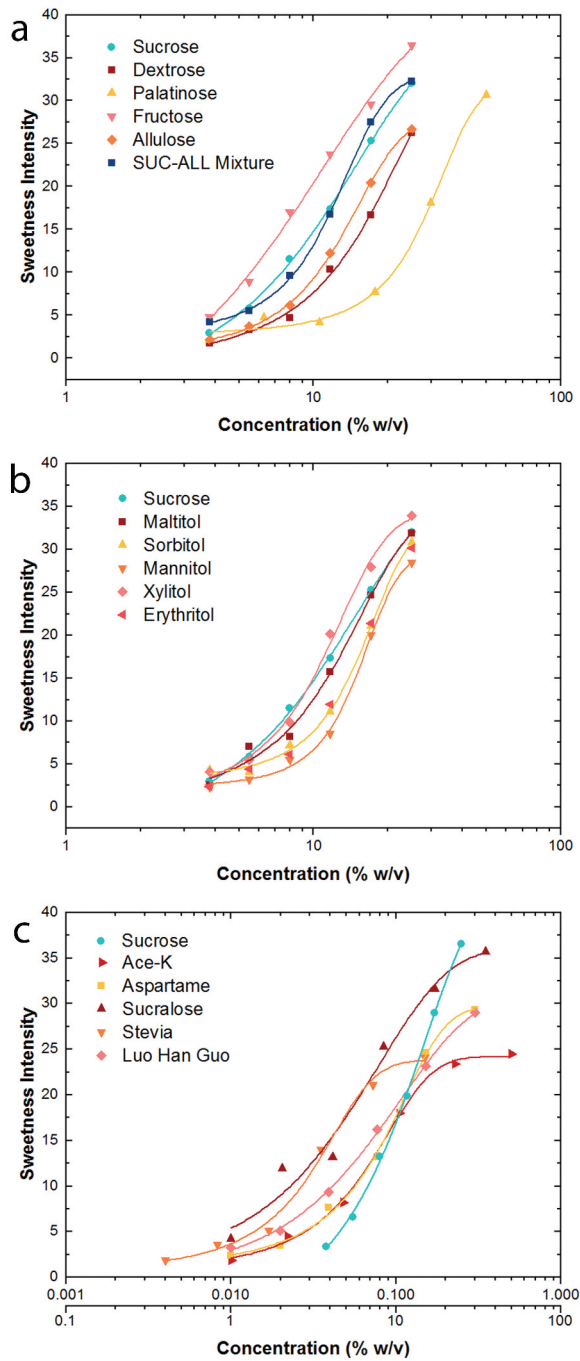 a
Sucrose
Dextrose
Palatinose
Fructose
Allulose
SUC-ALL Mixture
Sweetness Intensity
40
35
30
25
20
15
10
5
0
1
10
100
Concentration (% w/v)
b
Sucrose
Maltitol
Sorbitol
Mannitol
Xylitol
Erythritol
Sweetness Intensity
40
35
30
25
20
15
10
5
0
1
10
100
Concentration (% w/v)
c
Sucrose
Ace-K
Aspartame
Sucralose
Stevia
Luo Han Guo
Sweetness Intensity
40
35
30
25
20
15
10
5
0
0.001 0.010 0.100 1.000
0.1 1.0 10.0 100.0
Concentration (% w/v)